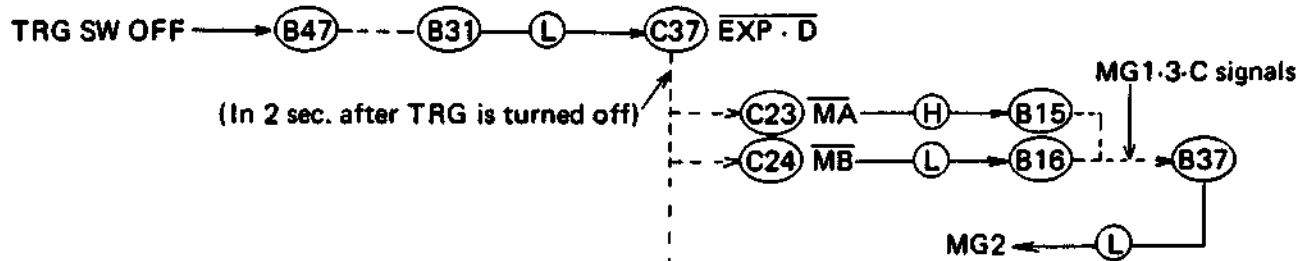 TRG SW OFF B47 B31 L C37 EXP · D
MG1·3·C signals
(In 2 sec. after TRG is turned off)
C23 MA H B15
C24 MB L B16 B37
MG2 L